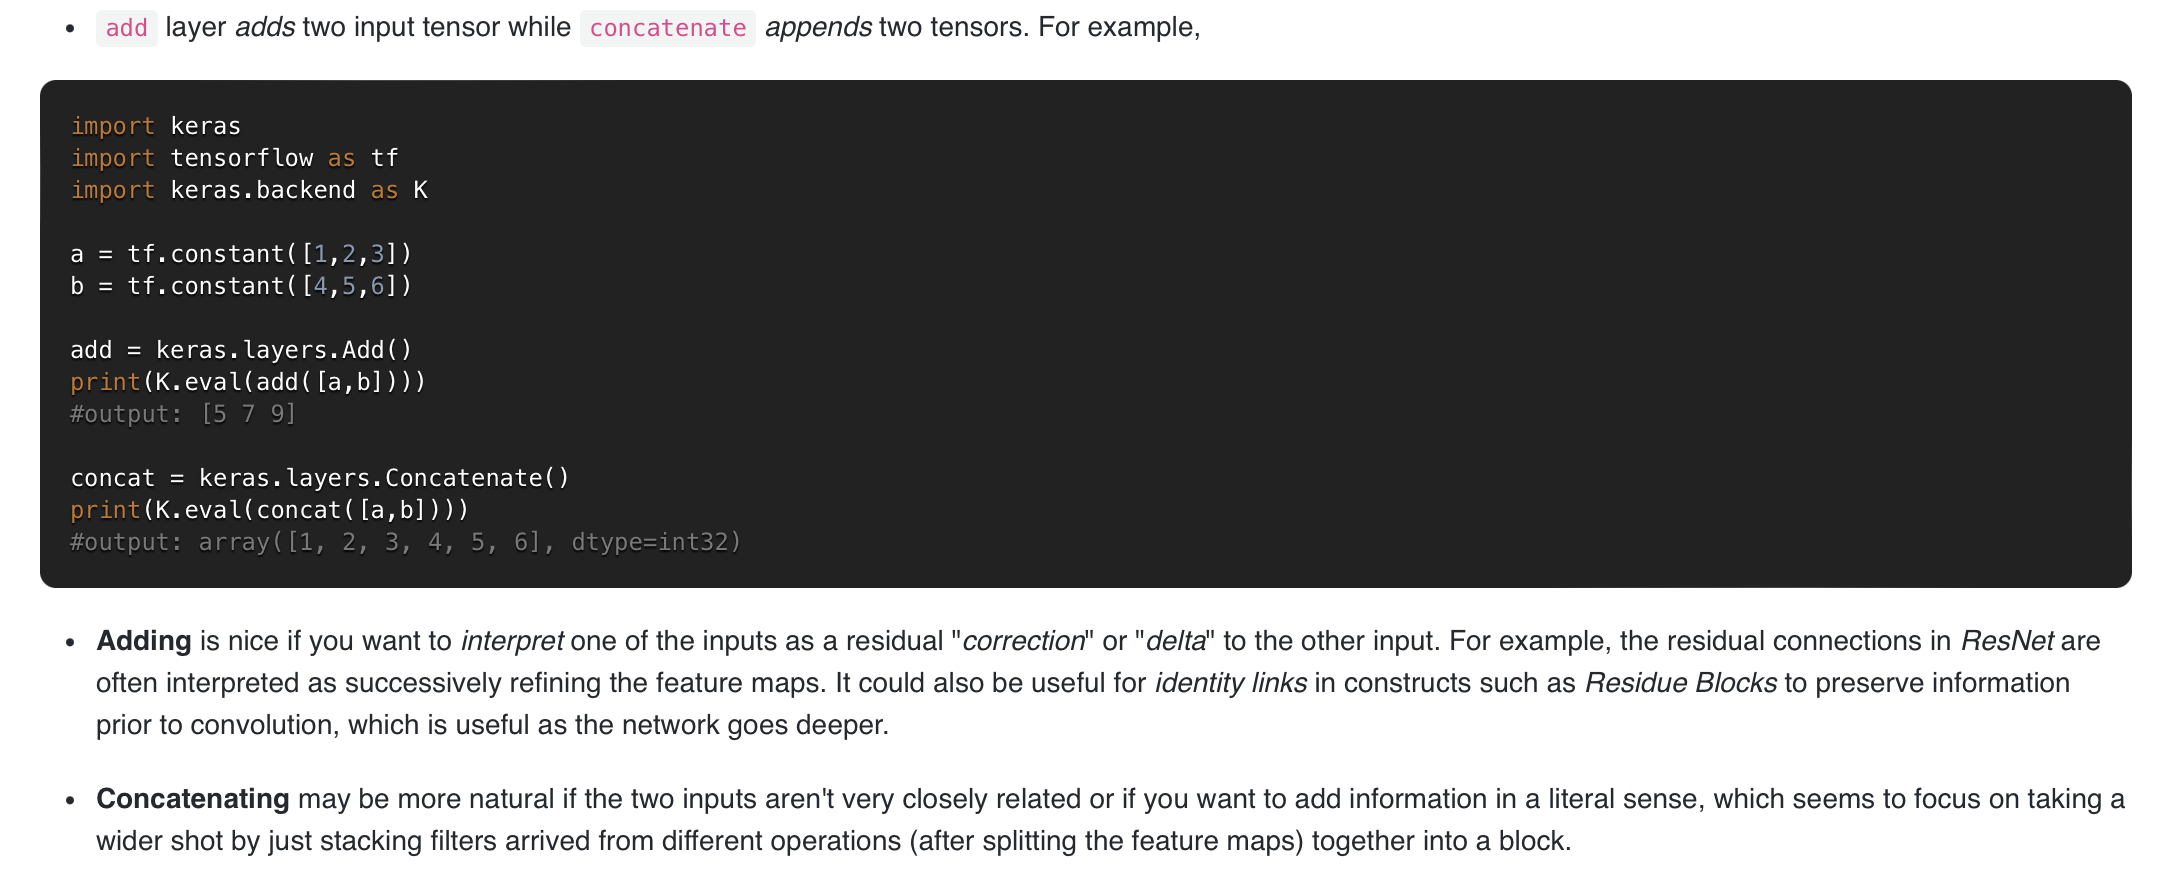 • add layer adds two input tensor while concatenate appends two tensors. For example,
import keras
import tensorflow as tf
import keras.backend as K
a = tf.constant([1,2,3])
b = tf.constant([4,5,6])
add = keras.layers.Add()
print(K.eval(add([a,b])))
#output: [5 7 9]
concat = keras.layers.Concatenate()
print(K.eval(concat([a,b])))
#output: array([1, 2, 3, 4, 5, 6], dtype=int32)
• Adding is nice if you want to interpret one of the inputs as a residual "correction" or "delta" to the other input. For example, the residual connections in ResNet are
often interpreted as successively refining the feature maps. It could also be useful for identity links in constructs such as Residue Blocks to preserve information
prior to convolution, which is useful as the network goes deeper.
• Concatenating may be more natural if the two inputs aren't very closely related or if you want to add information in a literal sense, which seems to focus on taking a
wider shot by just stacking filters arrived from different operations (after splitting the feature maps) together into a block.